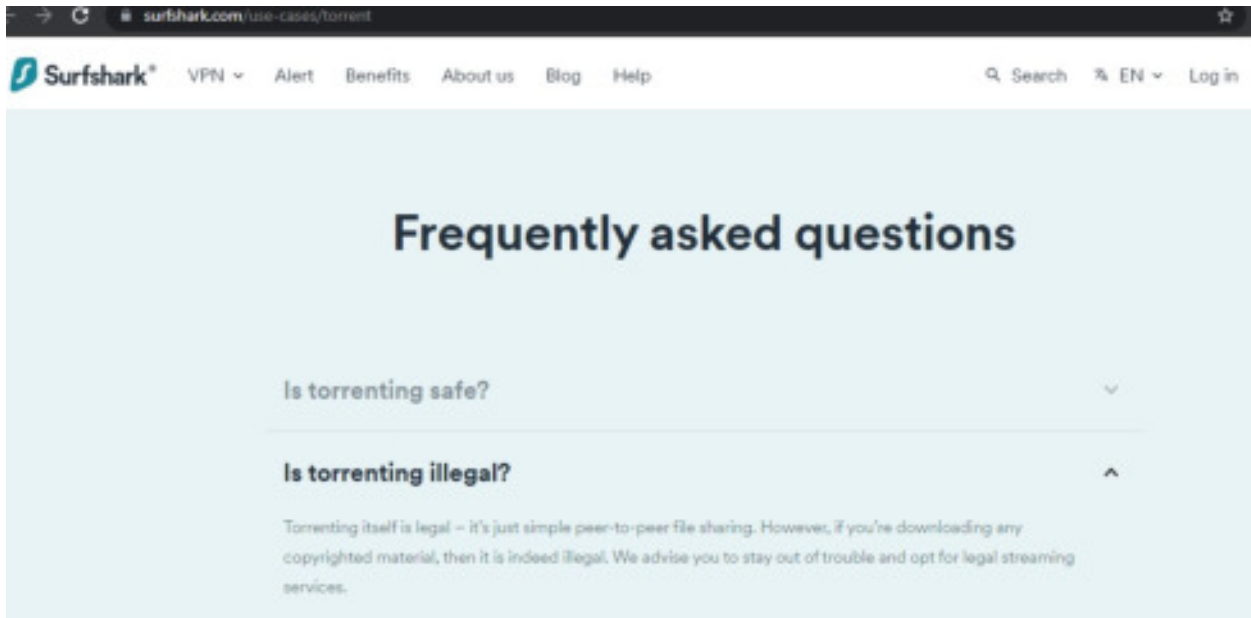 surfshark.com/use-cases/torrent
Surfshark® VPN Alert Benefits About us Blog Help Search EN Log in
Frequently asked questions
Is torrenting safe?
Is torrenting illegal?
Torrenting itself is legal – it's just simple peer-to-peer file sharing. However, if you're downloading any
copyrighted material, then it is indeed illegal. We advise you to stay out of trouble and opt for legal streaming
services.